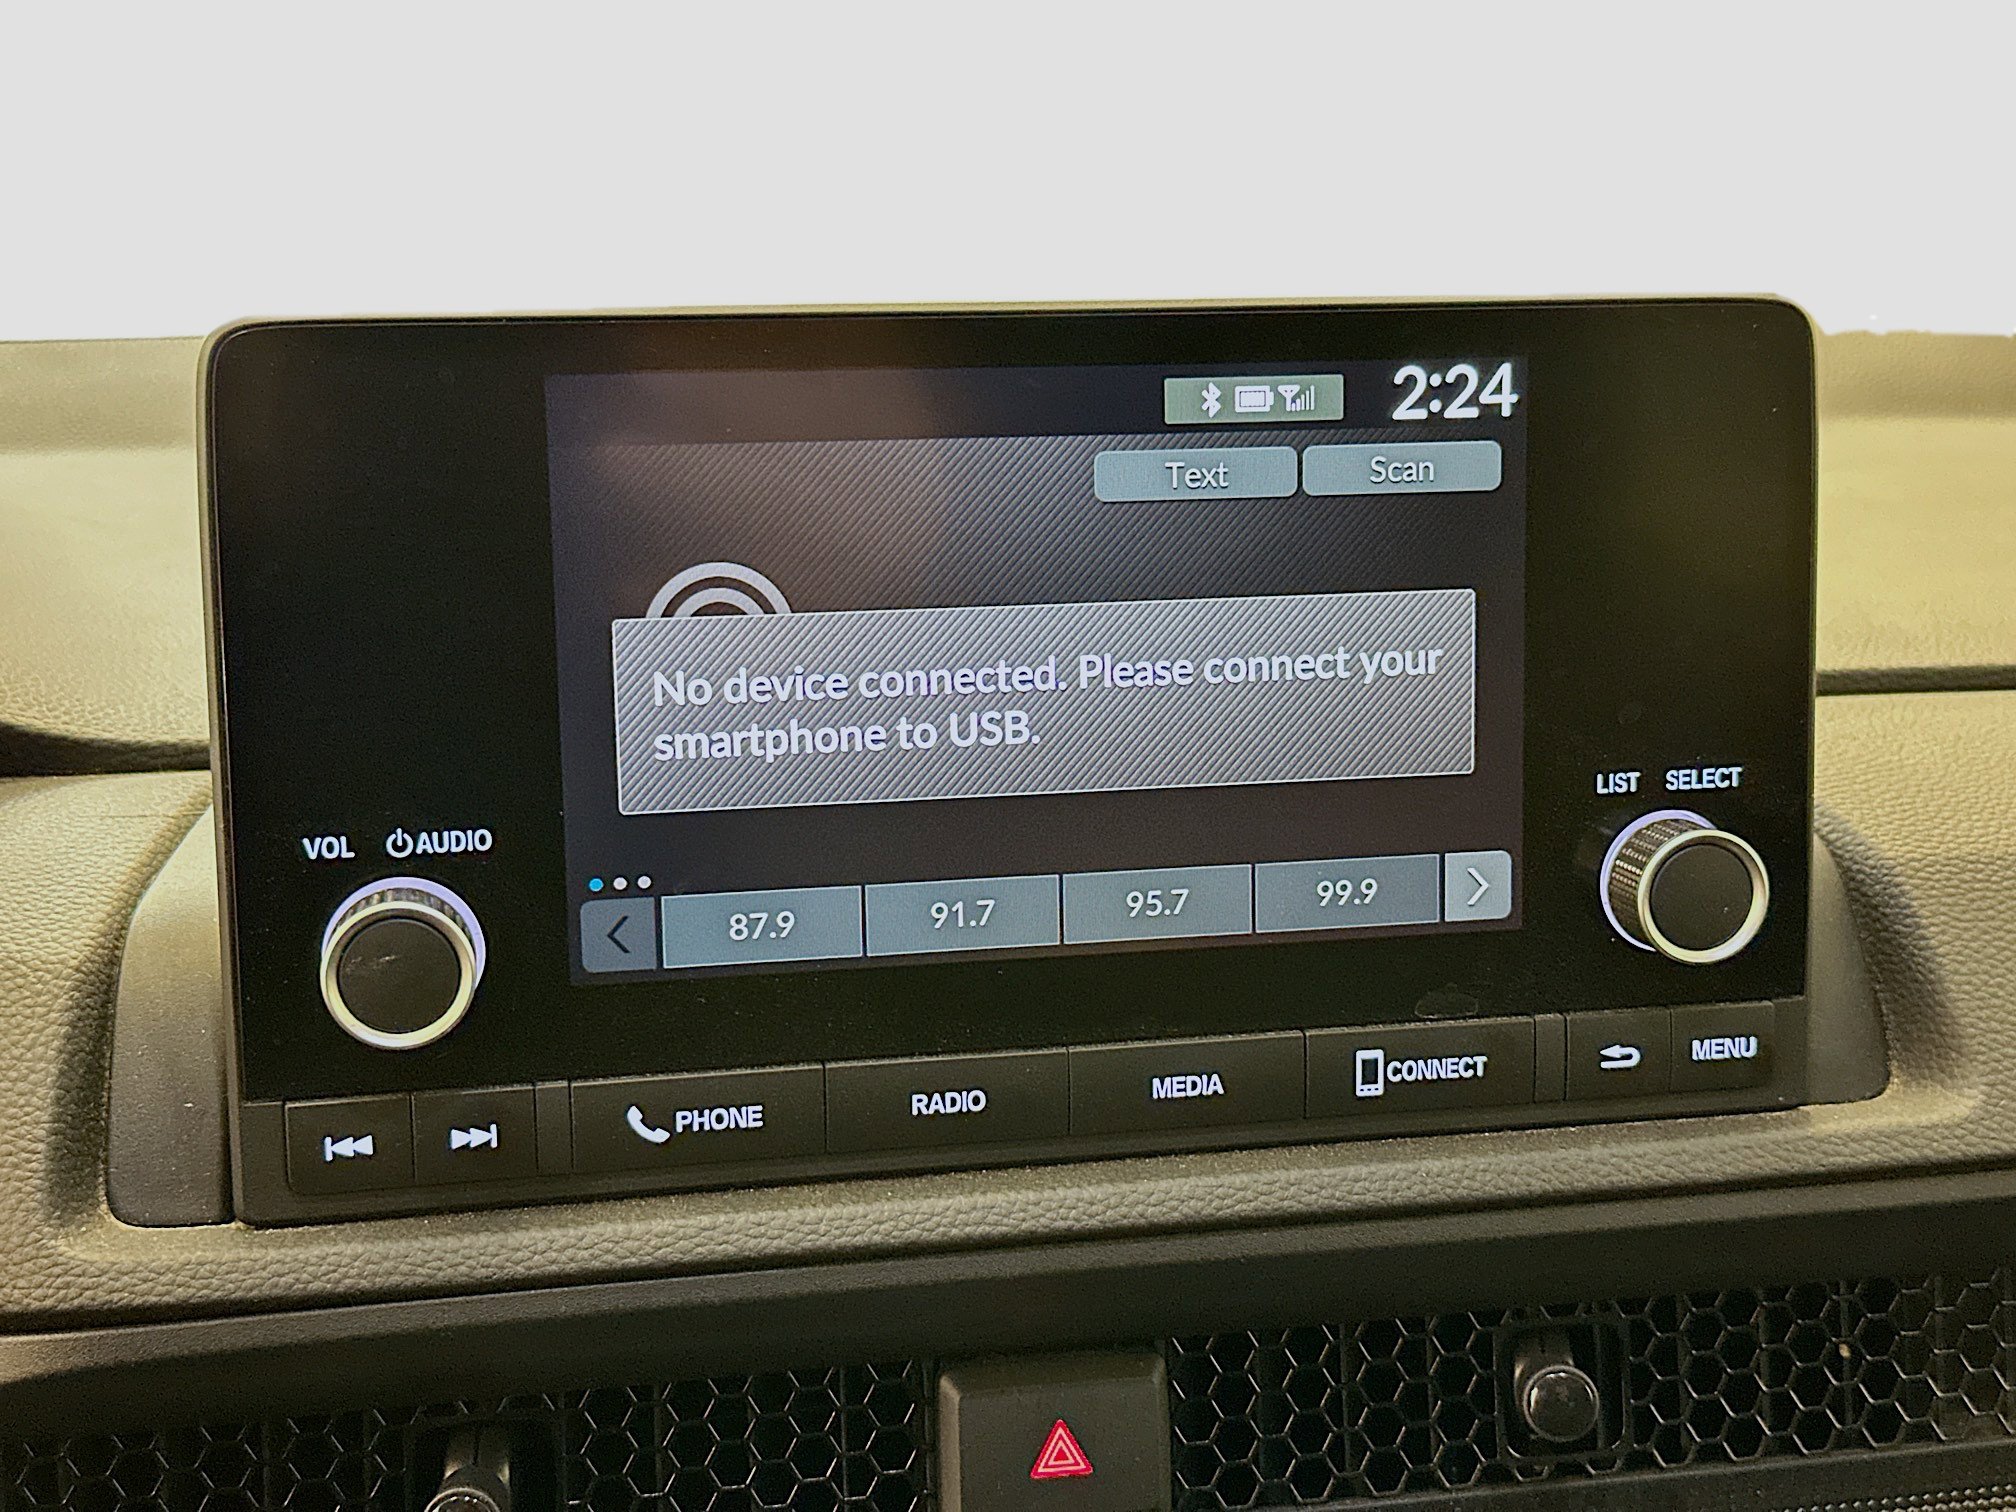 2:24
Text Scan
No device connected. Please connect your
smartphone to USB.
VOL AUDIO
LIST SELECT
87.9 91.7 95.7 99.9
PHONE RADIO MEDIA CONNECT MENU